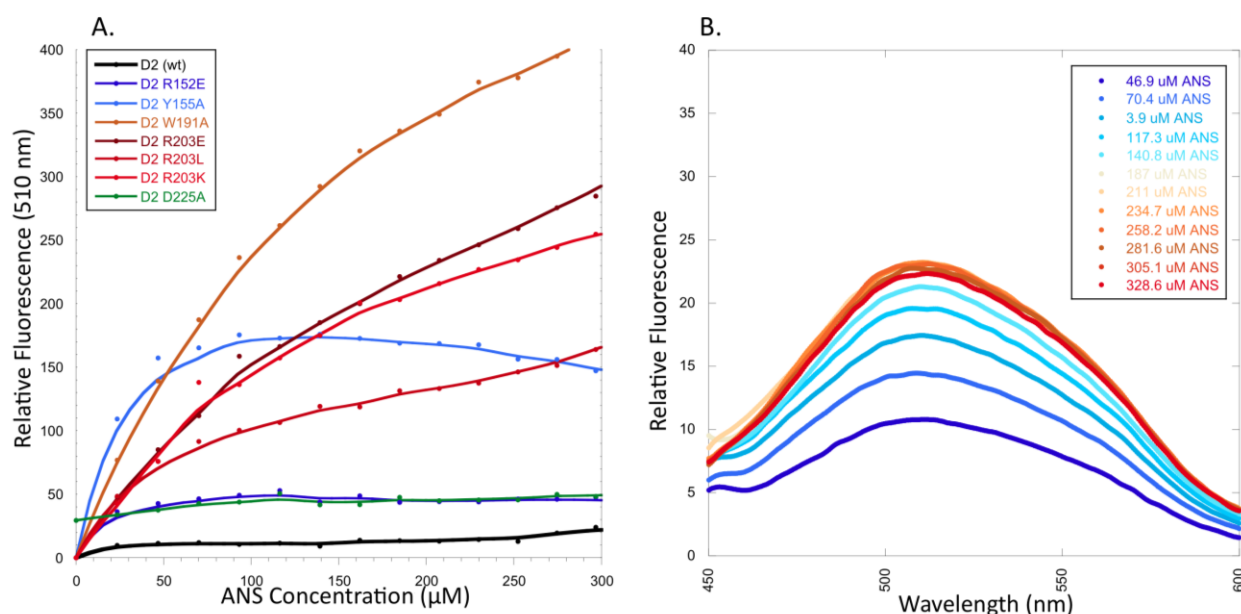 A.
Relative Fluorescence (510 nm)
400
350
300
250
200
150
100
50
0
D2 (wt)
D2 R152E
D2 Y155A
D2 W191A
D2 R203E
D2 R203L
D2 R203K
D2 D225A
0
50
100
150
200
250
300
ANS Concentration (µM)
B.
Relative Fluorescence
40
35
30
25
20
15
10
5
0
46.9 uM ANS
70.4 uM ANS
3.9 uM ANS
117.3 uM ANS
140.8 uM ANS
187 uM ANS
211 uM ANS
234.7 uM ANS
258.2 uM ANS
281.6 uM ANS
305.1 uM ANS
328.6 uM ANS
450
500
550
600
Wavelength (nm)